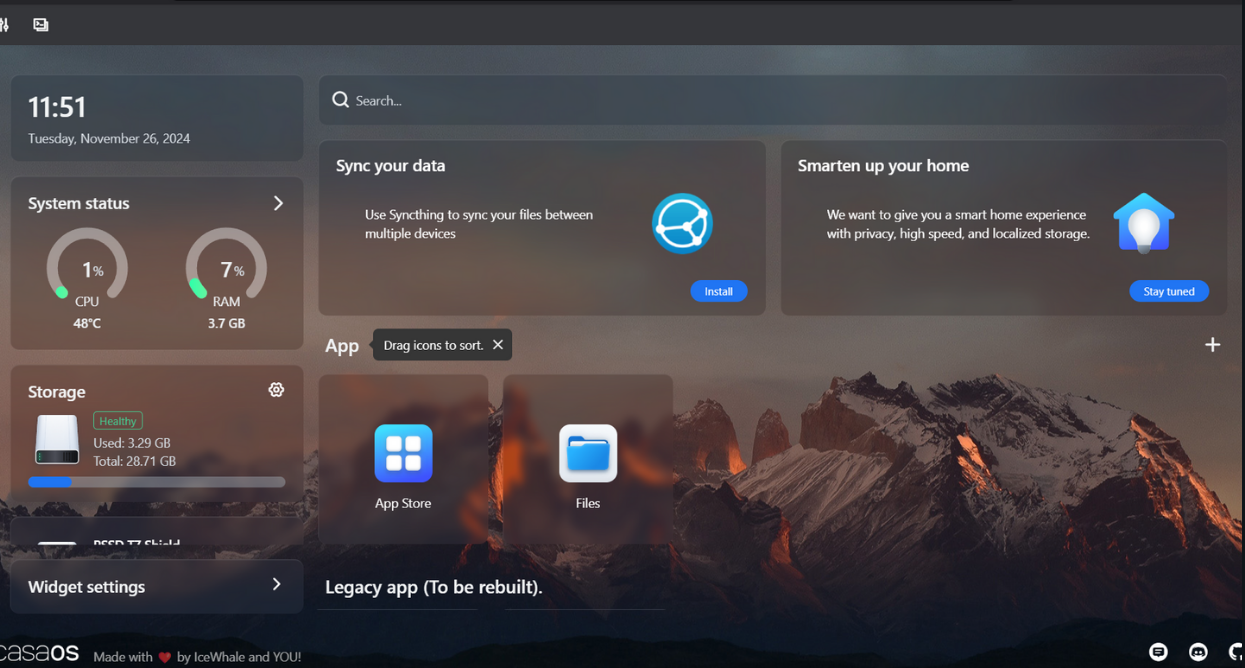 11:51
Tuesday, November 26, 2024
Search...
System status
1%
CPU
48°C
7%
RAM
3.7 GB
Storage
Healthy
Used: 3.29 GB
Total: 28.71 GB
PSSD T7 Shield
Widget settings
Sync your data
Use Syncthing to sync your files between
multiple devices
Install
Smarten up your home
We want to give you a smart home experience
with privacy, high speed, and localized storage.
Stay tuned
App
Drag icons to sort.
App Store
Files
Legacy app (To be rebuilt).
casaOS
Made with ❤ by IceWhale and YOU!